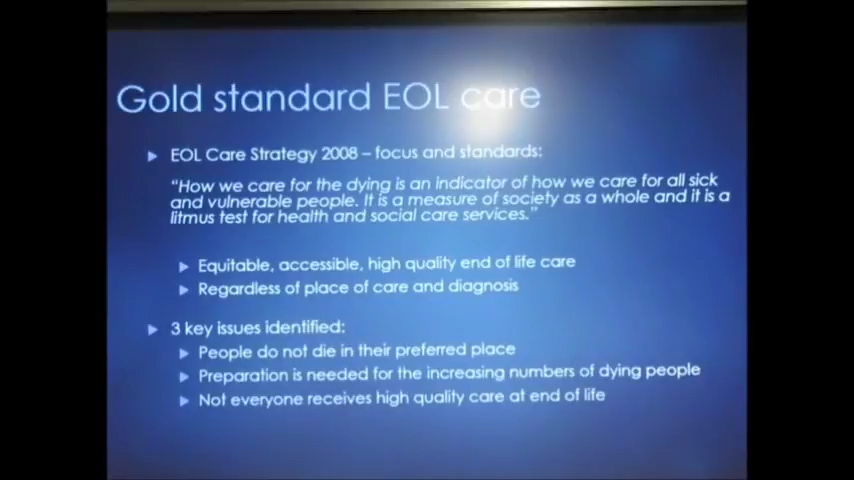 Gold standard EOL care
EOL Care Strategy 2008 – focus and standards:
“How we care for the dying is an indicator of how we care for all sick
and vulnerable people. It is a measure of society as a whole and it is a
litmus test for health and social care services.”
Equitable, accessible, high quality end of life care
Regardless of place of care and diagnosis
3 key issues identified:
People do not die in their preferred place
Preparation is needed for the increasing numbers of dying people
Not everyone receives high quality care at end of life